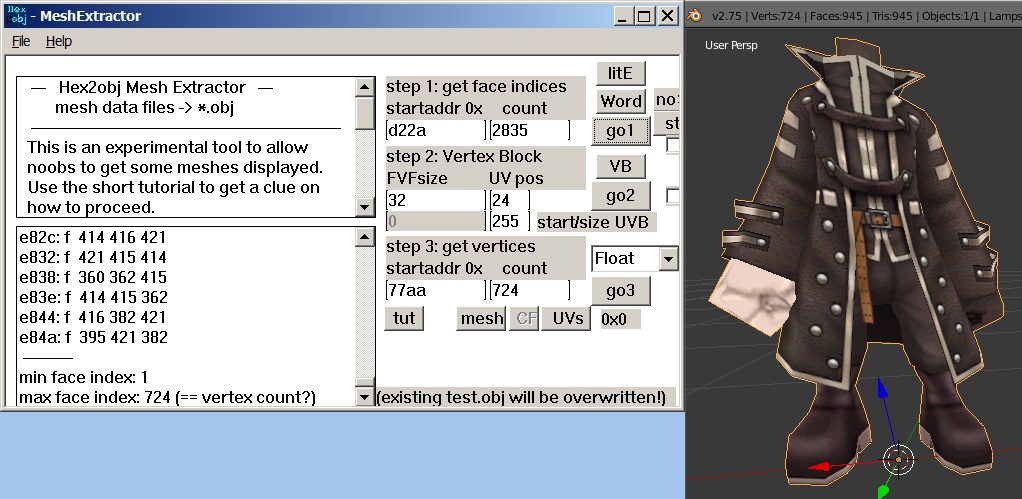 Hex
obj - MeshExtractor
File Help
— Hex2obj Mesh Extractor —
mesh data files -> *.obj
This is an experimental tool to allow
noobs to get some meshes displayed.
Use the short tutorial to get a clue on
how to proceed.
e82c: f 414 416 421
e832: f 421 415 414
e838: f 360 362 415
e83e: f 414 415 362
e844: f 416 382 421
e84a: f 395 421 382
min face index: 1
max face index: 724 (== vertex count?)
step 1: get face indices
startaddr 0x count
[d22a ] [2835 ]
litE
Word
go1
no
st
step 2: Vertex Block
FVFsize UV pos
[32 ] [24 ]
0 [255 ] start/size UVB
VB
go2
step 3: get vertices
startaddr 0x count
[77aa ] [724 ]
Float
go3
tut mesh CF UVs 0x0
(existing test.obj will be overwritten!)
v2.75 | Verts:724 | Faces:945 | Tris:945 | Objects:1/1 | Lamps
User Persp